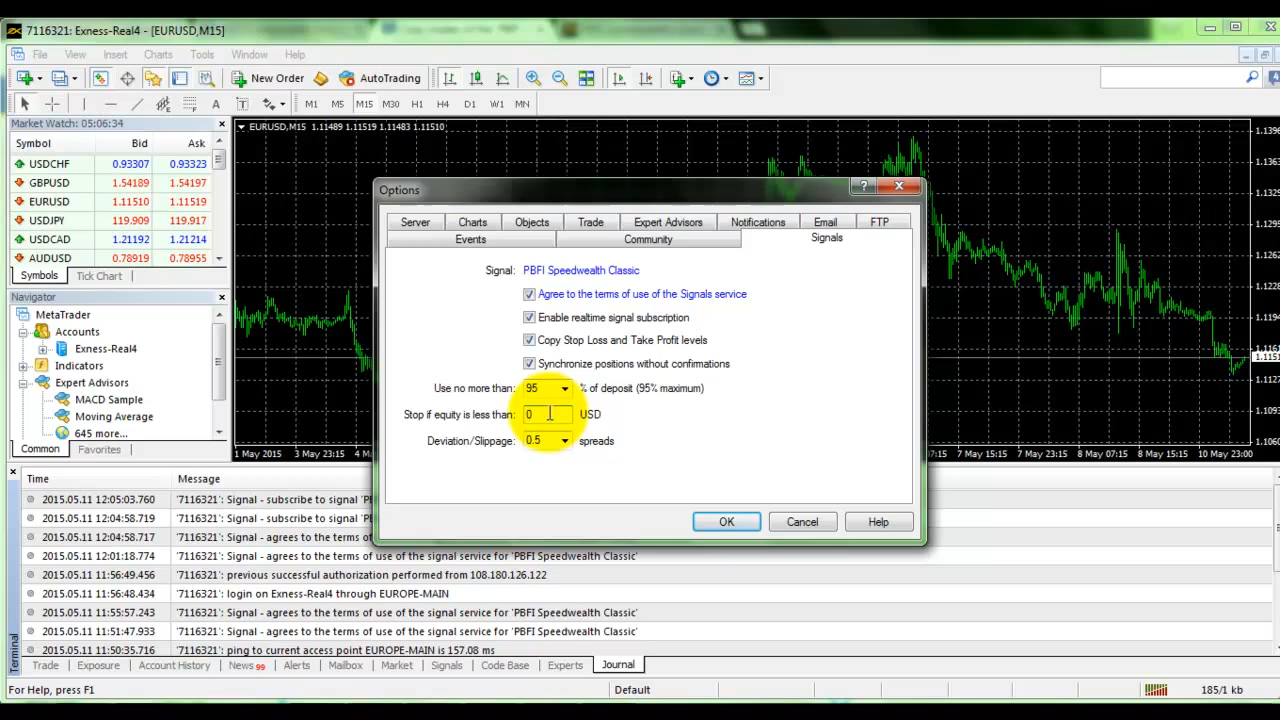 7116321: Exness-Real4 - [EURUSD,M15]
File View Insert Charts Tools Window Help
New Order AutoTrading
A T M1 M5 M15 M30 H1 H4 D1 W1 MN
Market Watch: 05:06:34
Symbol Bid Ask
USDCHF 0.93307 0.93323
GBPUSD 1.54189 1.54197
EURUSD 1.11510 1.11519
USDJPY 119.909 119.917
USDCAD 1.21192 1.21214
AUDUSD 0.78919 0.78955
Symbols Tick Chart
Navigator
MetaTrader
Accounts
Exness-Real4
Indicators
Expert Advisors
MACD Sample
Moving Average
645 more...
Common Favorites
EURUSD,M15 1.11489 1.11519 1.11483 1.11510
1.1396
1.1363
1.1329
1.1295
1.1262
1.1228
1.1194
1.1151
1.1127
1 May 2015 3 May 23:15 7 May 15:15 8 May 07:15 8 May 15:15 10 May 23:00
Options
Server Charts Objects Trade Expert Advisors Notifications Email FTP
Events Community Signals
Signal: PBFI Speedwealth Classic
Agree to the terms of use of the Signals service
Enable realtime signal subscription
Copy Stop Loss and Take Profit levels
Synchronize positions without confirmations
Use no more than: 95 % of deposit (95% maximum)
Stop if equity is less than: 0 USD
Deviation/Slippage: 0.5 spreads
OK Cancel Help
Terminal
Time Message
2015.05.11 12:05:03.760 '7116321': Signal - subscribe to signal 'P
2015.05.11 12:04:58.719 '7116321': Signal - subscribe to signal 'P
2015.05.11 12:04:58.717 '7116321': Signal - agrees to the terms o
2015.05.11 12:01:18.774 '7116321': Signal - agrees to the terms of use of the signal service for 'PBFI Speedwealth Classic'
2015.05.11 11:56:49.456 '7116321': previous successful authorization performed from 108.180.126.122
2015.05.11 11:56:48.434 '7116321': login on Exness-Real4 through EUROPE-MAIN
2015.05.11 11:55:57.243 '7116321': Signal - agrees to the terms of use of the signal service for 'PBFI Speedwealth Classic'
2015.05.11 11:51:47.933 '7116321': Signal - agrees to the terms of use of the signal service for 'PBFI Speedwealth Classic'
2015.05.11 11:50:35.716 '7116321': ping to current access point EUROPE-MAIN is 157.08 ms
Trade Exposure Account History News 99 Alerts Mailbox Market Signals Code Base Experts Journal
For Help, press F1 Default 185/1 kb